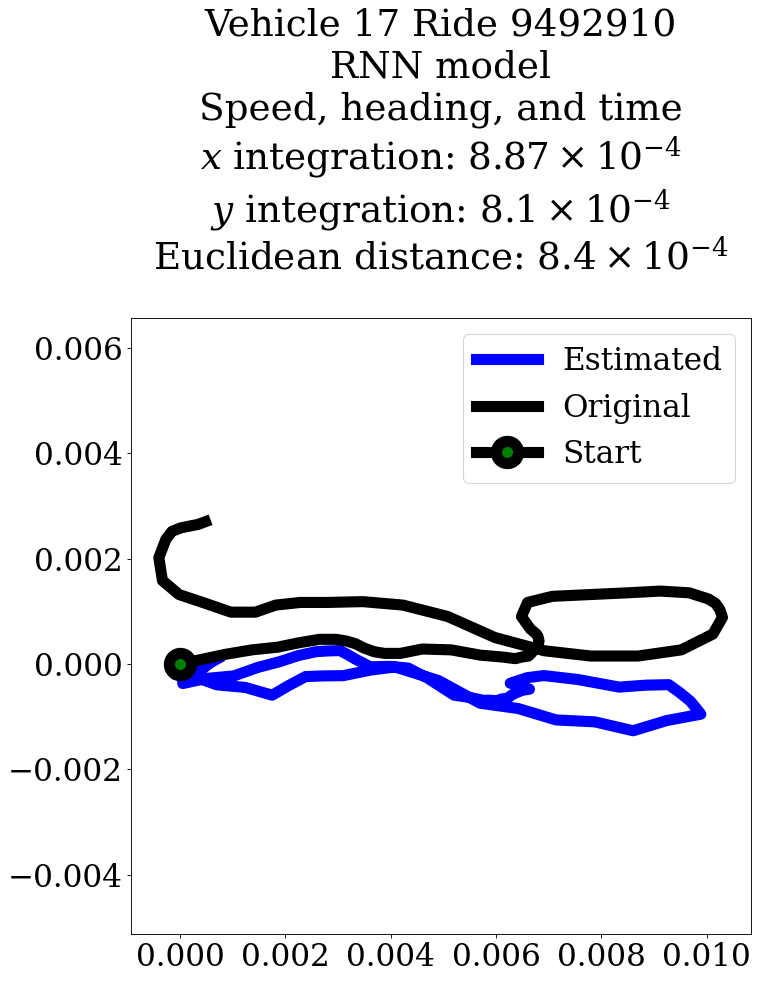 Vehicle 17 Ride 9492910
RNN model
Speed, heading, and time
x integration: 8.87 × 10⁻⁴
y integration: 8.1 × 10⁻⁴
Euclidean distance: 8.4 × 10⁻⁴
Estimated
Original
Start
0.006
0.004
0.002
0.000
−0.002
−0.004
0.000 0.002 0.004 0.006 0.008 0.010